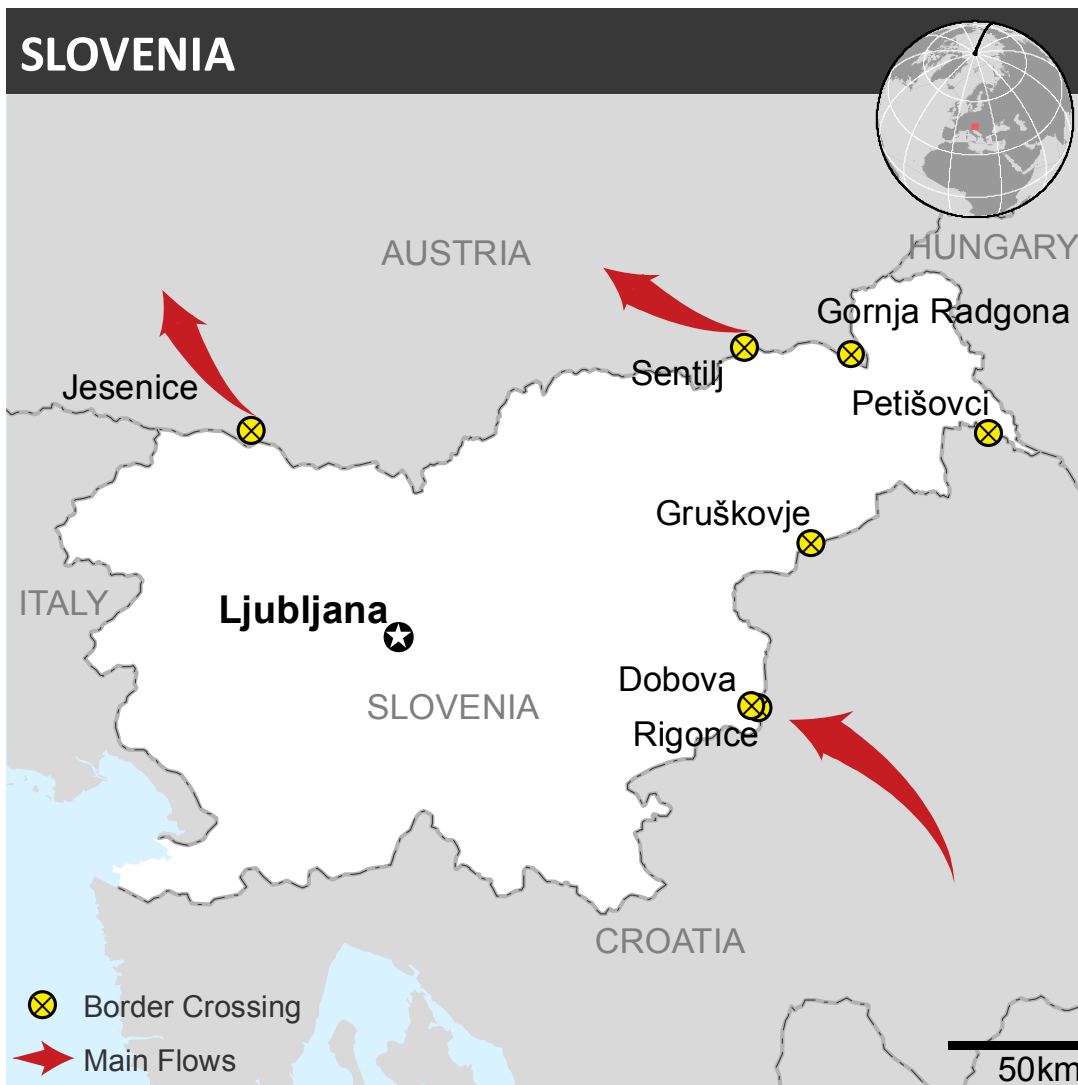 SLOVENIA
AUSTRIA
HUNGARY
Gornja Radgona
Sentilj
Jesenice
Petišovci
Gruškovje
ITALY
Ljubljana
Dobova
SLOVENIA
Rigonce
CROATIA
Border Crossing
Main Flows
50km